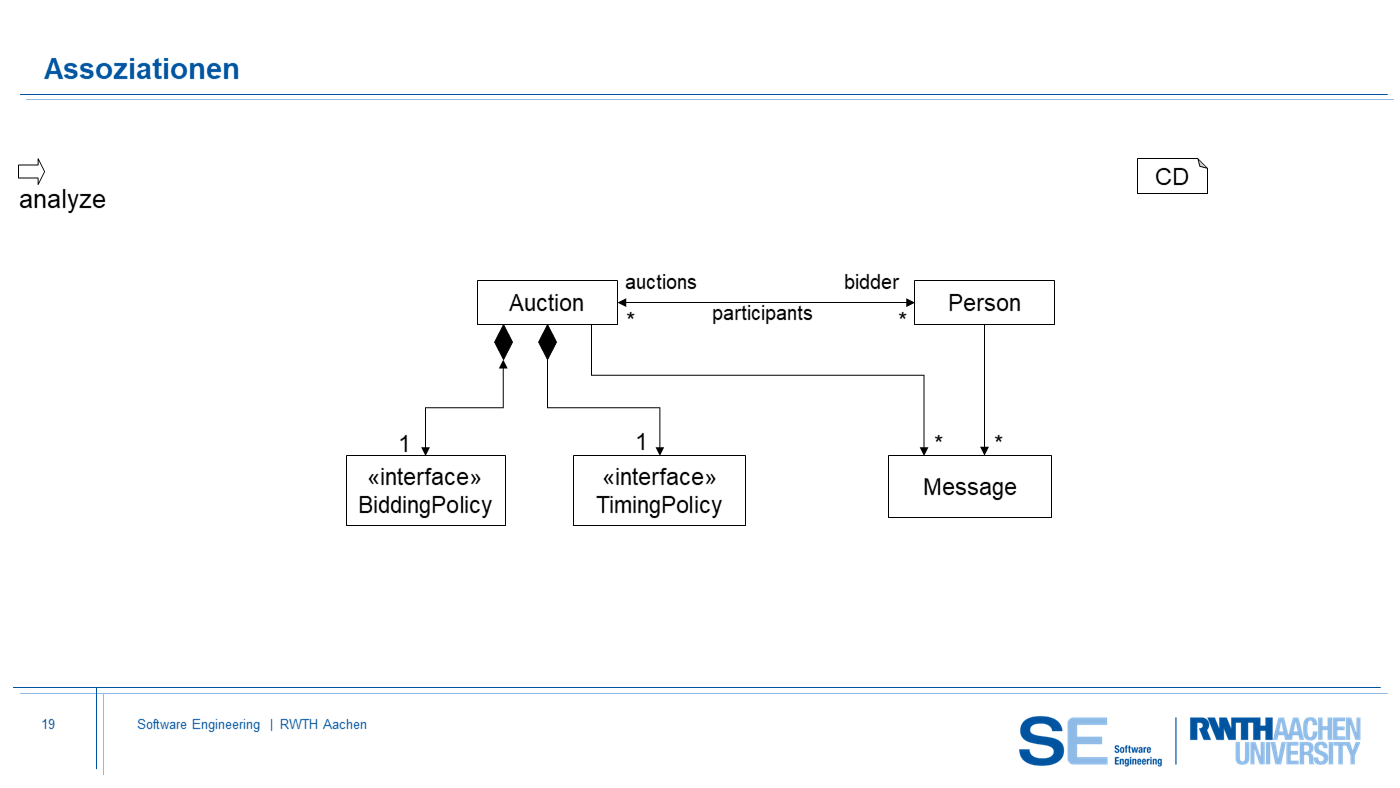 Assoziationen
analyze
CD
auctions
bidder
Auction
Person
*
participants
*
1
1
*
*
«interface»
BiddingPolicy
«interface»
TimingPolicy
Message
19
Software Engineering | RWTH Aachen
SE
Software
Engineering
RWTHAACHEN
UNIVERSITY